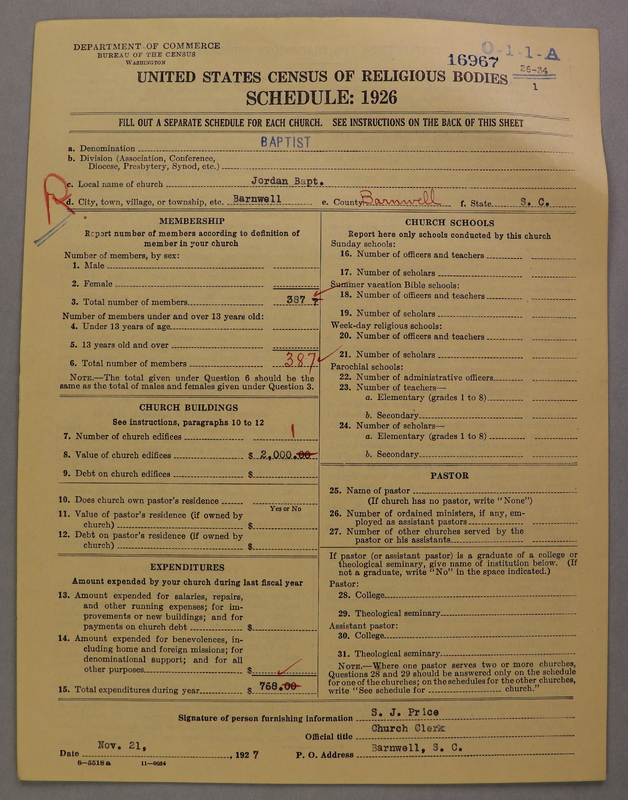 DEPARTMENT OF COMMERCE
BUREAU OF THE CENSUS
WASHINGTON
16967
O-1-1-A
26-34
1
UNITED STATES CENSUS OF RELIGIOUS BODIES
SCHEDULE: 1926
FILL OUT A SEPARATE SCHEDULE FOR EACH CHURCH. SEE INSTRUCTIONS ON THE BACK OF THIS SHEET
a. Denomination BAPTIST
b. Division (Association, Conference,
Diocese, Presbytery, Synod, etc.)
R
c. Local name of church Jordan Bapt.
d. City, town, village, or township, etc. Barnwell e. County Barnwell f. State S. C.
MEMBERSHIP
Report number of members according to definition of
member in your church
Number of members, by sex:
1. Male
2. Female
3. Total number of members 387
Number of members under and over 13 years old:
4. Under 13 years of age
5. 13 years old and over
6. Total number of members 387
NOTE.—The total given under Question 6 should be the
same as the total of males and females given under Question 3.
CHURCH BUILDINGS
See instructions, paragraphs 10 to 12
7. Number of church edifices 1
8. Value of church edifices $ 2,000.00
9. Debt on church edifices $
10. Does church own pastor's residence
Yes or No
11. Value of pastor's residence (if owned by
church) $
12. Debt on pastor's residence (if owned by
church) $
EXPENDITURES
Amount expended by your church during last fiscal year
13. Amount expended for salaries, repairs,
and other running expenses; for im-
provements or new buildings; and for
payments on church debt $
14. Amount expended for benevolences, in-
cluding home and foreign missions; for
denominational support; and for all
other purposes $
15. Total expenditures during year $ 768.00
CHURCH SCHOOLS
Report here only schools conducted by this church
Sunday schools:
16. Number of officers and teachers
17. Number of scholars
Summer vacation Bible schools:
18. Number of officers and teachers
19. Number of scholars
Week-day religious schools:
20. Number of officers and teachers
21. Number of scholars
Parochial schools:
22. Number of administrative officers
23. Number of teachers—
a. Elementary (grades 1 to 8)
b. Secondary
24. Number of scholars—
a. Elementary (grades 1 to 8)
b. Secondary
PASTOR
25. Name of pastor
(If church has no pastor, write "None")
26. Number of ordained ministers, if any, em-
ployed as assistant pastors
27. Number of other churches served by the
pastor or his assistants
If pastor (or assistant pastor) is a graduate of a college or
theological seminary, give name of institution below. (If
not a graduate, write "No" in the space indicated.)
Pastor:
28. College
29. Theological seminary
Assistant pastor:
30. College
31. Theological seminary
NOTE.—Where one pastor serves two or more churches,
Questions 28 and 29 should be answered only on the schedule
for one of the churches; on the schedules for the other churches,
write "See schedule for church."
Signature of person furnishing information S. J. Price
Official title Church Clerk
Date Nov. 21, , 1927 P. O. Address Barnwell, S. C.
8—5518 a 11—9034